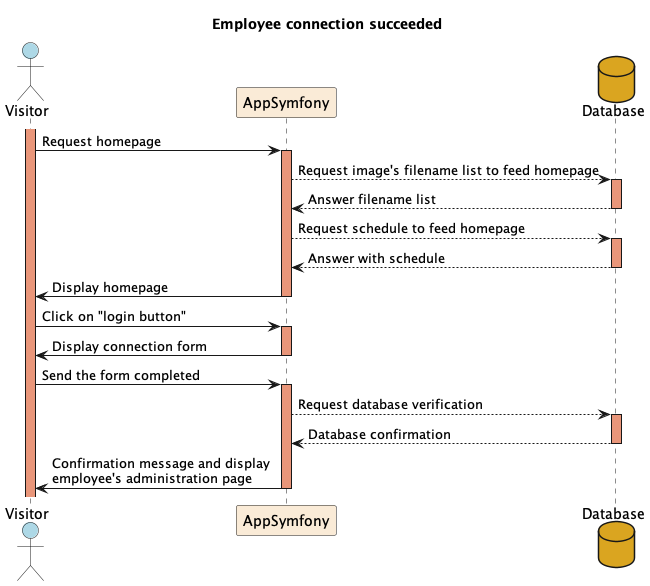 Employee connection succeeded
Visitor
AppSymfony
Database
Request homepage
Request image's filename list to feed homepage
Answer filename list
Request schedule to feed homepage
Answer with schedule
Display homepage
Click on "login button"
Display connection form
Send the form completed
Request database verification
Database confirmation
Confirmation message and display
employee's administration page
Visitor
AppSymfony
Database